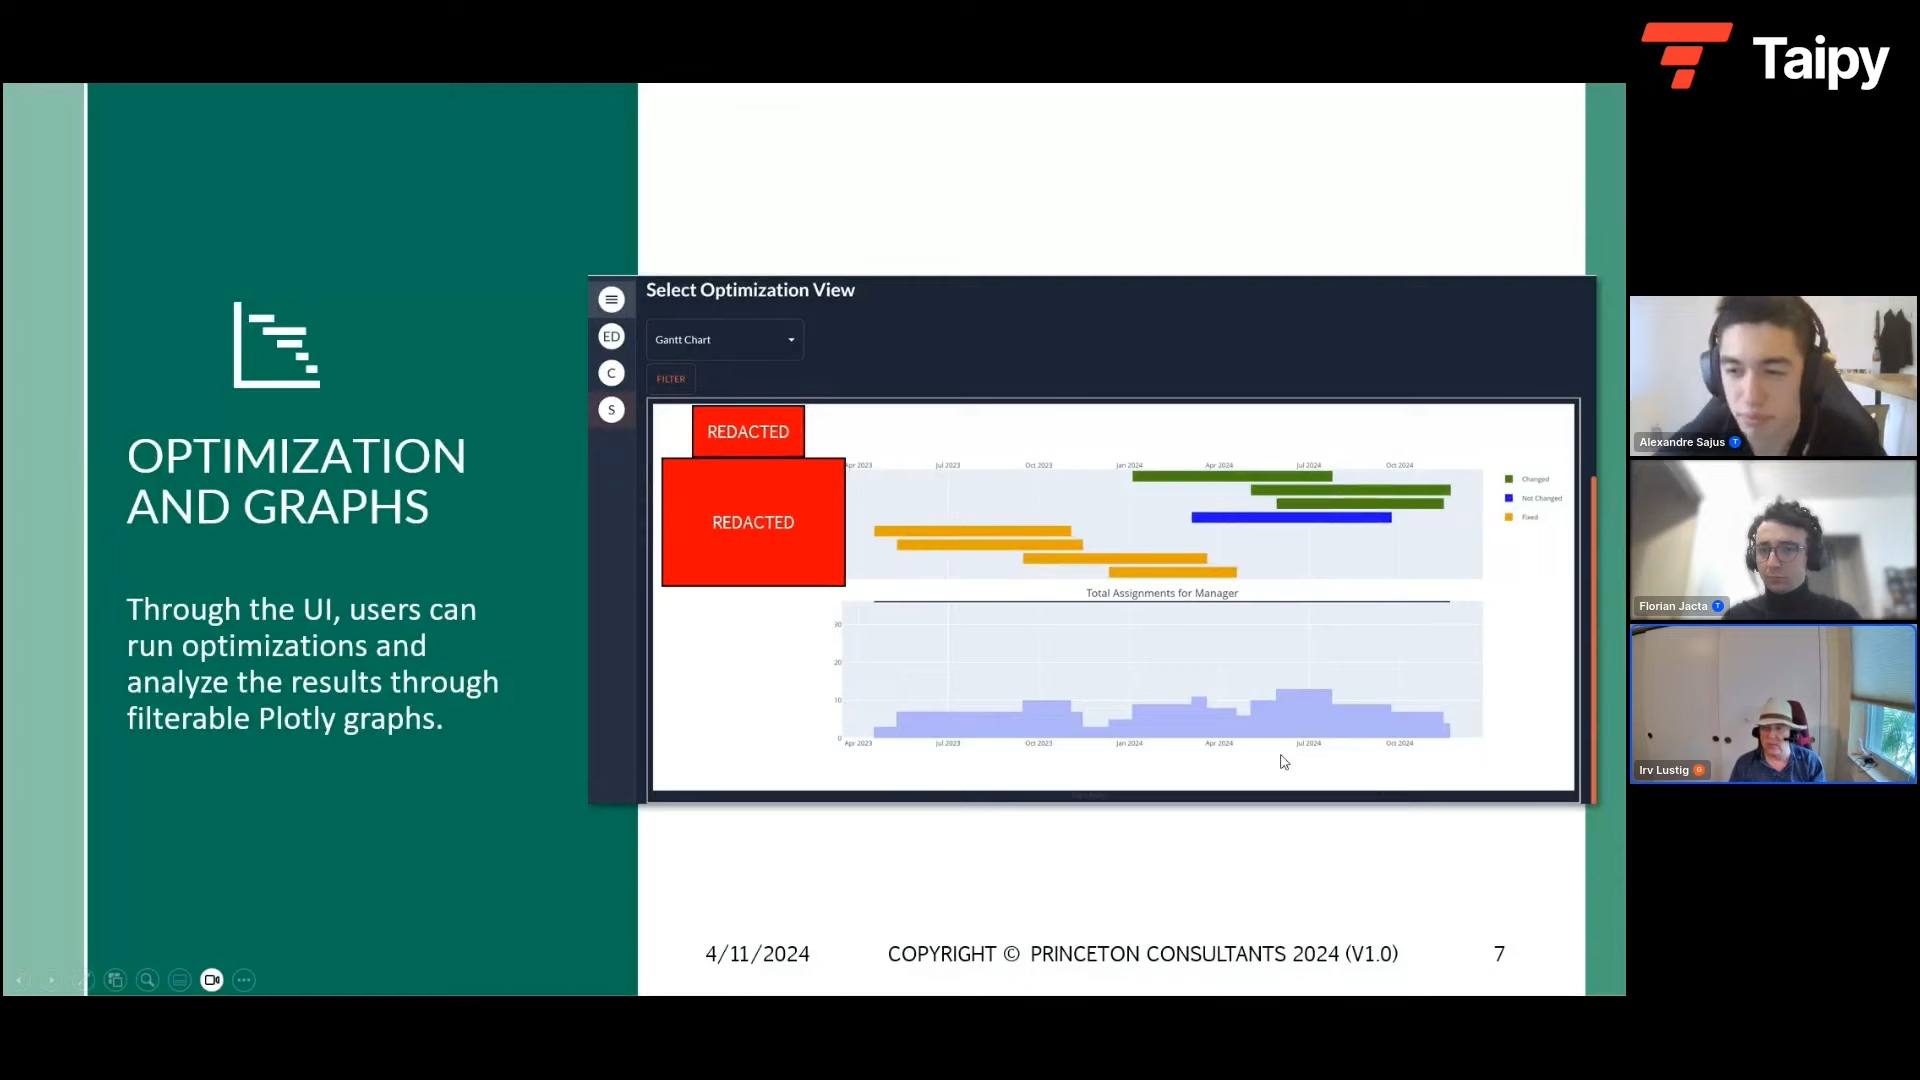 Taipy
OPTIMIZATION
AND GRAPHS
Through the UI, users can
run optimizations and
analyze the results through
filterable Plotly graphs.
Select Optimization View
ED
C
S
Gantt Chart
FILTER
REDACTED
REDACTED
Apr 2023 Jul 2023 Oct 2023 Jan 2024 Apr 2024 Jul 2024 Oct 2024
Changed
Not Changed
Fixed
Total Assignments for Manager
30
20
10
0
Apr 2023 Jul 2023 Oct 2023 Jan 2024 Apr 2024 Jul 2024 Oct 2024
4/11/2024 COPYRIGHT © PRINCETON CONSULTANTS 2024 (V1.0) 7
Alexandre Sajus T
Florian Jacta T
Irv Lustig